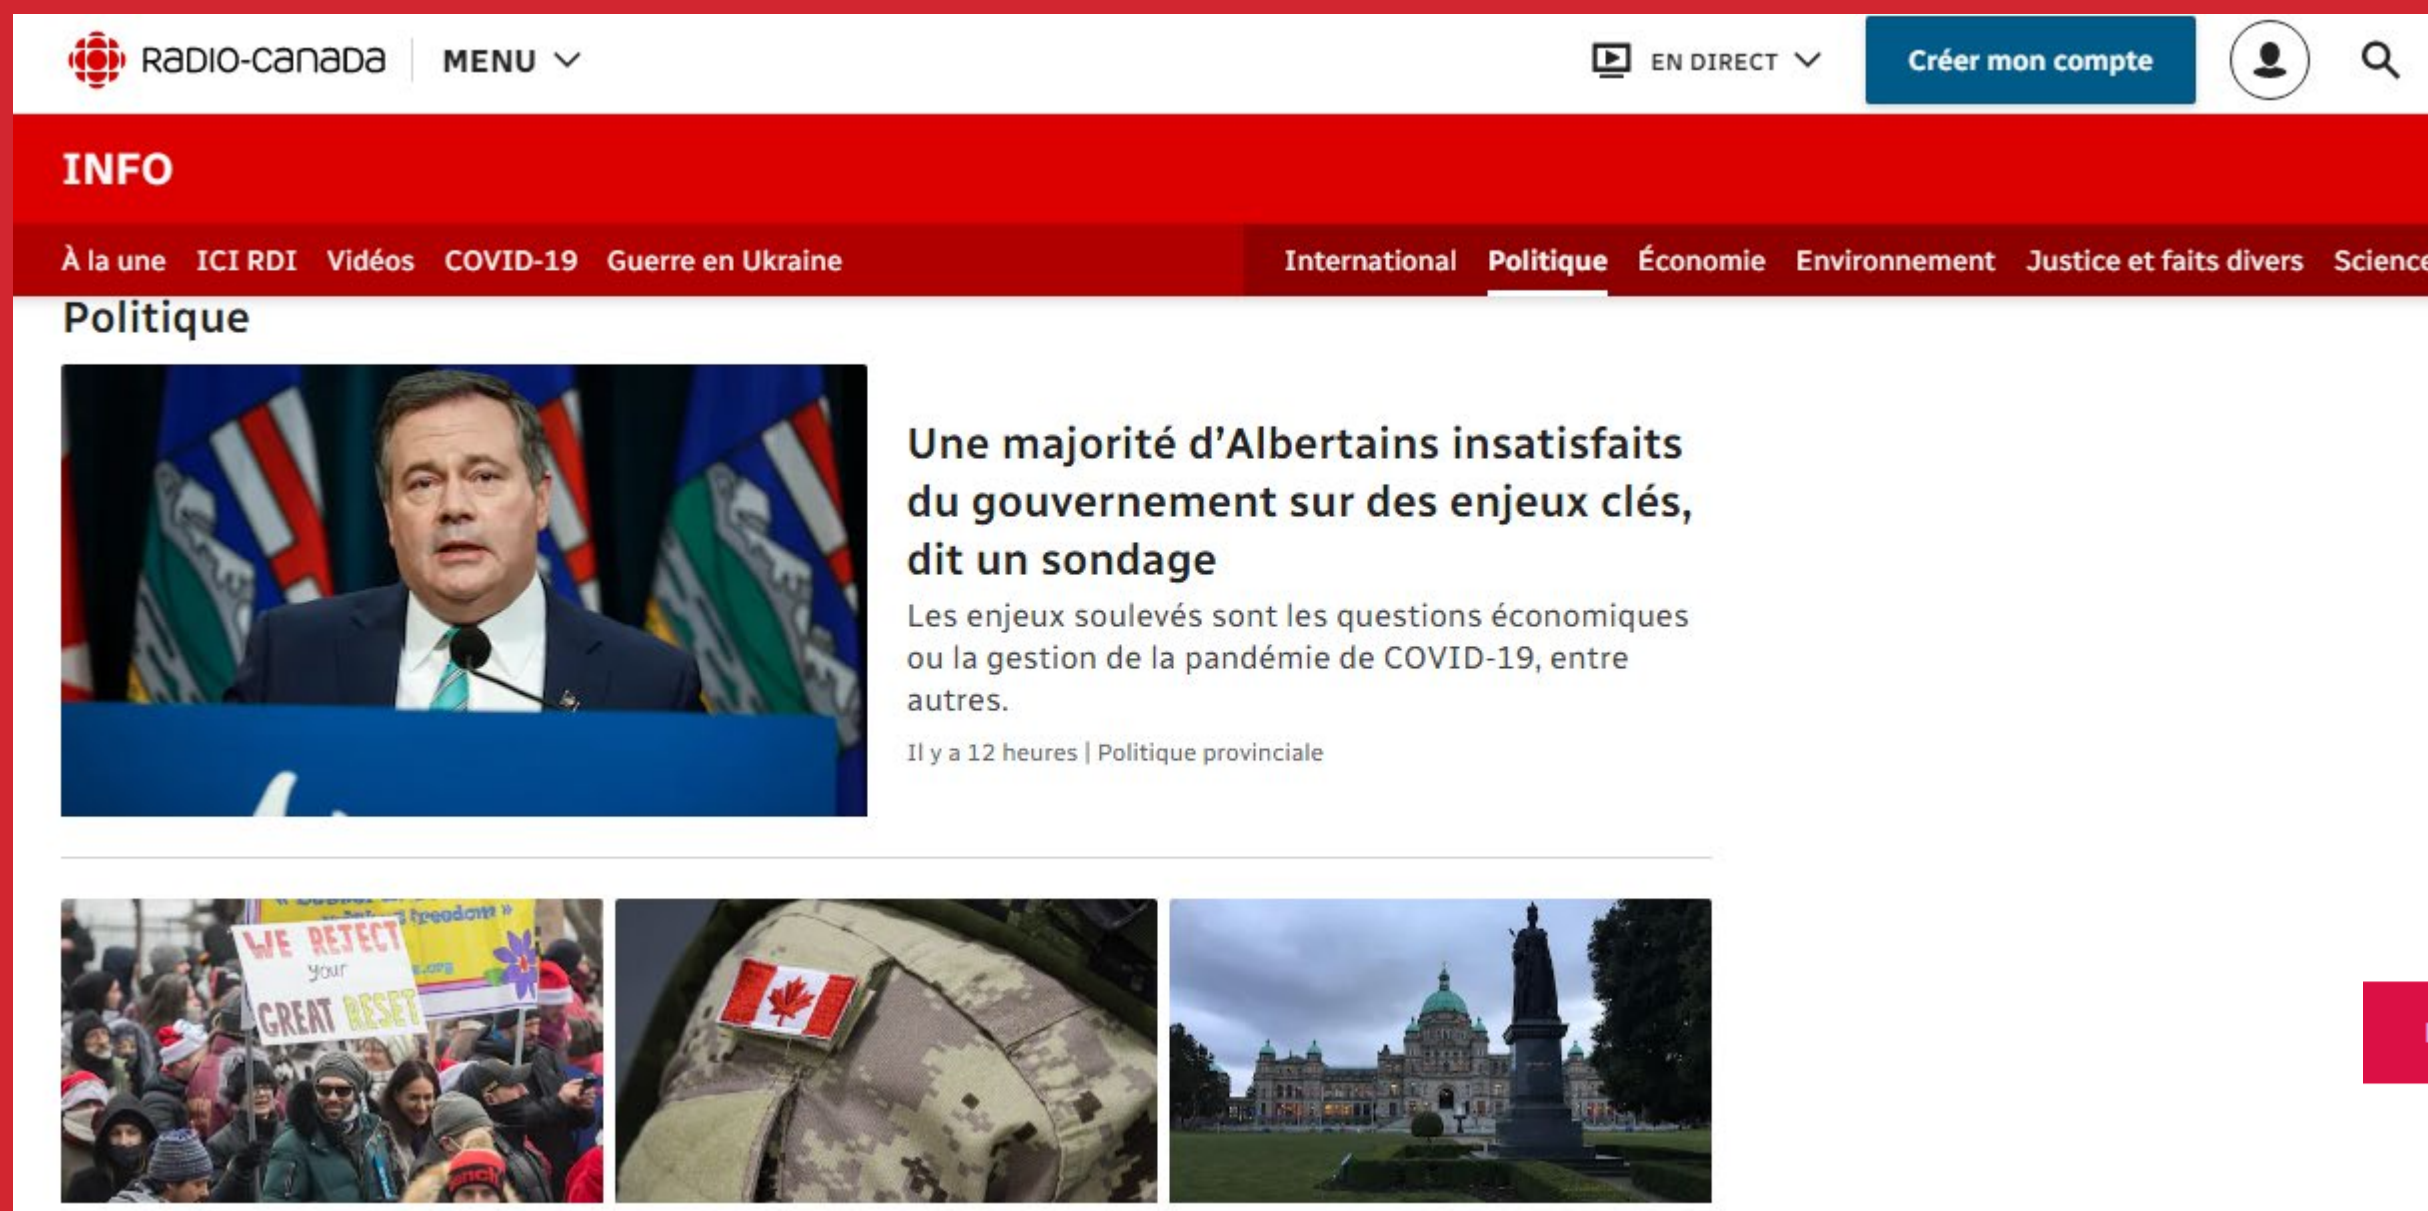 RADIO-CANADA
MENU
EN DIRECT
Créer mon compte
INFO
À la une
ICI RDI
Vidéos
COVID-19
Guerre en Ukraine
International
Politique
Économie
Environnement
Justice et faits divers
Science
Politique
Une majorité d'Albertains insatisfaits
du gouvernement sur des enjeux clés,
dit un sondage
Les enjeux soulevés sont les questions économiques
ou la gestion de la pandémie de COVID-19, entre
autres.
Il y a 12 heures | Politique provinciale
freedom »
WE REJECT
your
GREAT RESET
.org